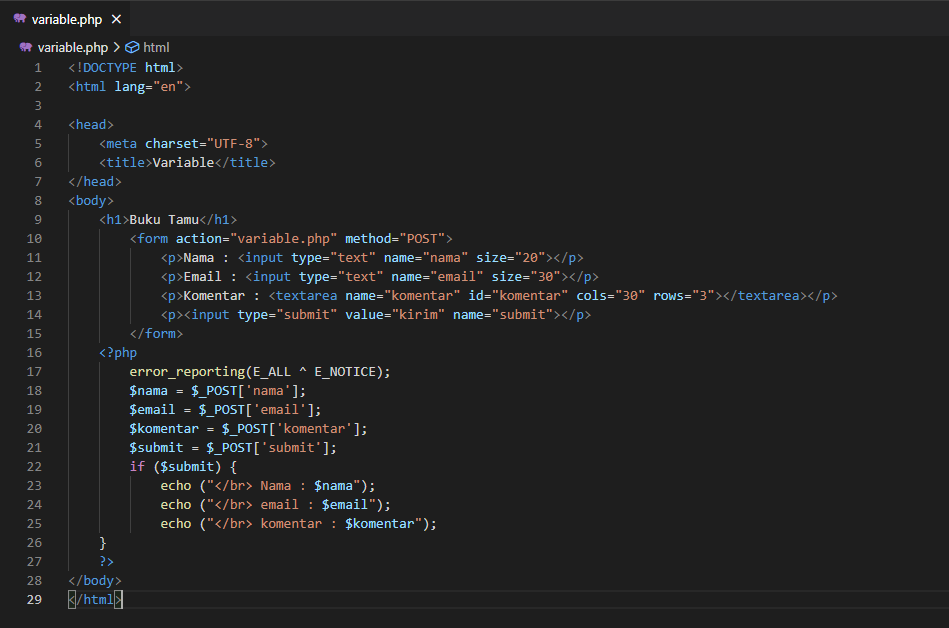 variable.php ×
variable.php > html
1 <!DOCTYPE html>
2 <html lang="en">
3
4 <head>
5     <meta charset="UTF-8">
6     <title>Variable</title>
7 </head>
8 <body>
9     <h1>Buku Tamu</h1>
10         <form action="variable.php" method="POST">
11             <p>Nama : <input type="text" name="nama" size="20"></p>
12             <p>Email : <input type="text" name="email" size="30"></p>
13             <p>Komentar : <textarea name="komentar" id="komentar" cols="30" rows="3"></textarea></p>
14             <p><input type="submit" value="kirim" name="submit"></p>
15         </form>
16     <?php
17         error_reporting(E_ALL ^ E_NOTICE);
18         $nama = $_POST['nama'];
19         $email = $_POST['email'];
20         $komentar = $_POST['komentar'];
21         $submit = $_POST['submit'];
22         if ($submit) {
23             echo ("</br> Nama : $nama");
24             echo ("</br> email : $email");
25             echo ("</br> komentar : $komentar");
26     }
27     ?>
28 </body>
29 </html>